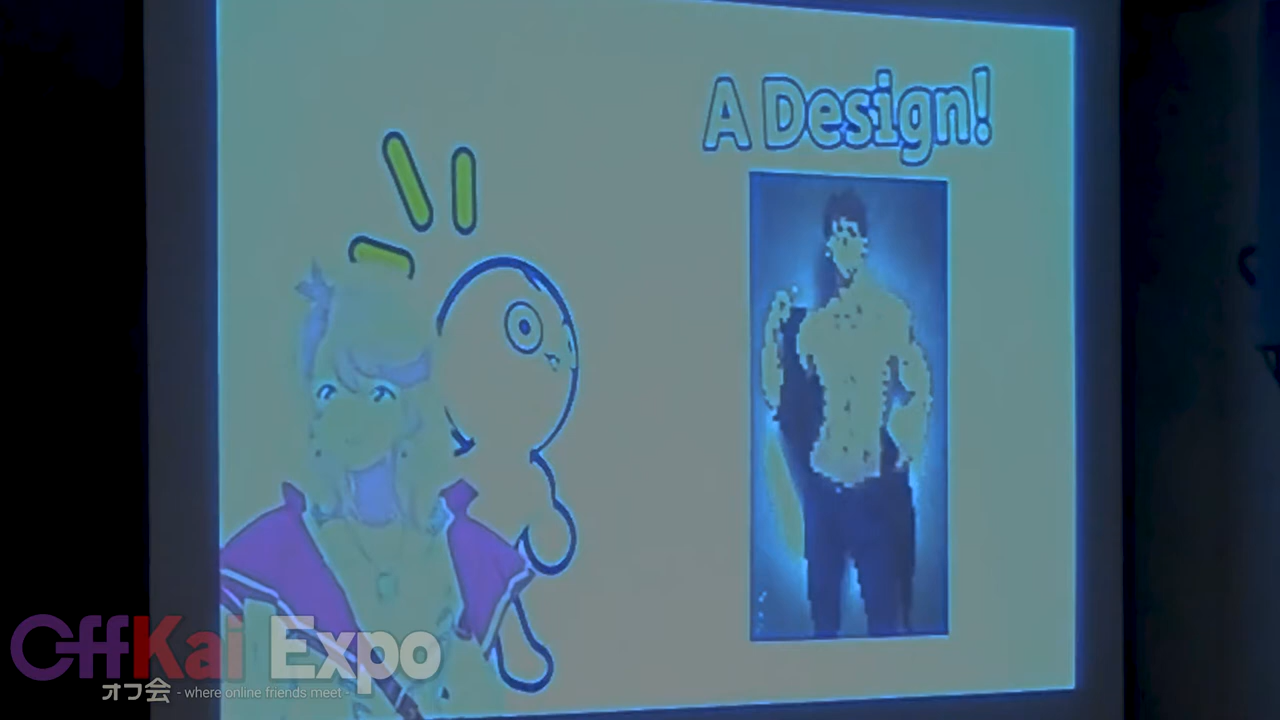 A Design!
OffKai Expo
オフ会 - where online friends meet -